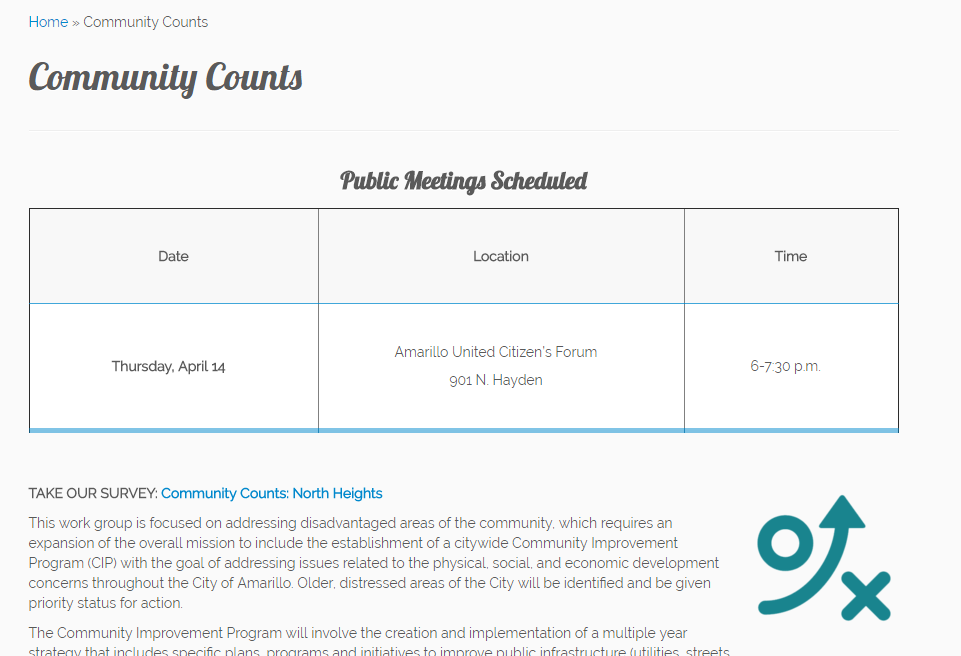 Home » Community Counts
Community Counts
Public Meetings Scheduled
Date
Location
Time
Thursday, April 14
Amarillo United Citizen's Forum
901 N. Hayden
6-7:30 p.m.
TAKE OUR SURVEY: Community Counts: North Heights
This work group is focused on addressing disadvantaged areas of the community, which requires an
expansion of the overall mission to include the establishment of a citywide Community Improvement
Program (CIP) with the goal of addressing issues related to the physical, social, and economic development
concerns throughout the City of Amarillo. Older, distressed areas of the City will be identified and be given
priority status for action.
The Community Improvement Program will involve the creation and implementation of a multiple year
strategy that includes specific plans, programs and initiatives to improve public infrastructure (utilities, streets